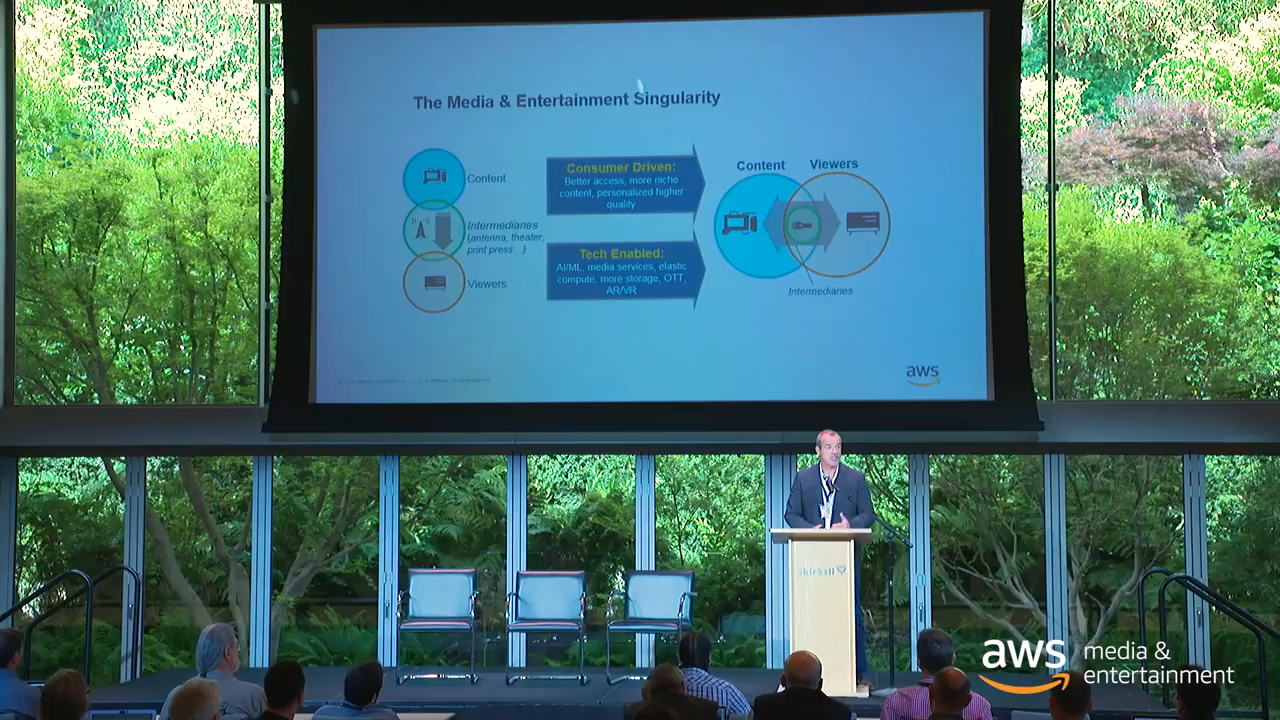 The Media & Entertainment Singularity
Content
Intermediaries
(antenna, theater,
print press…)
Viewers
Consumer Driven:
Better access, more niche
content, personalized higher
quality
Tech Enabled:
AI/ML, media services, elastic
compute, more storage, OTT,
AR/VR
Content
Viewers
Intermediaries
aws
skirball
aws
media &
entertainment